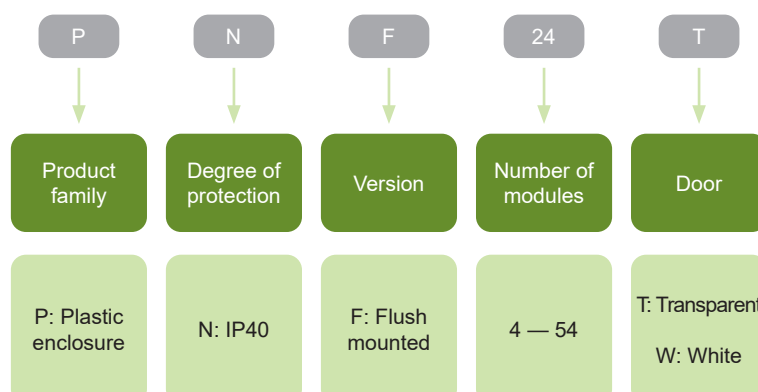 P
N
F
24
T
Product
family
Degree of
protection
Version
Number of
modules
Door
P: Plastic
enclosure
N: IP40
F: Flush
mounted
4 — 54
T: Transparent
W: White